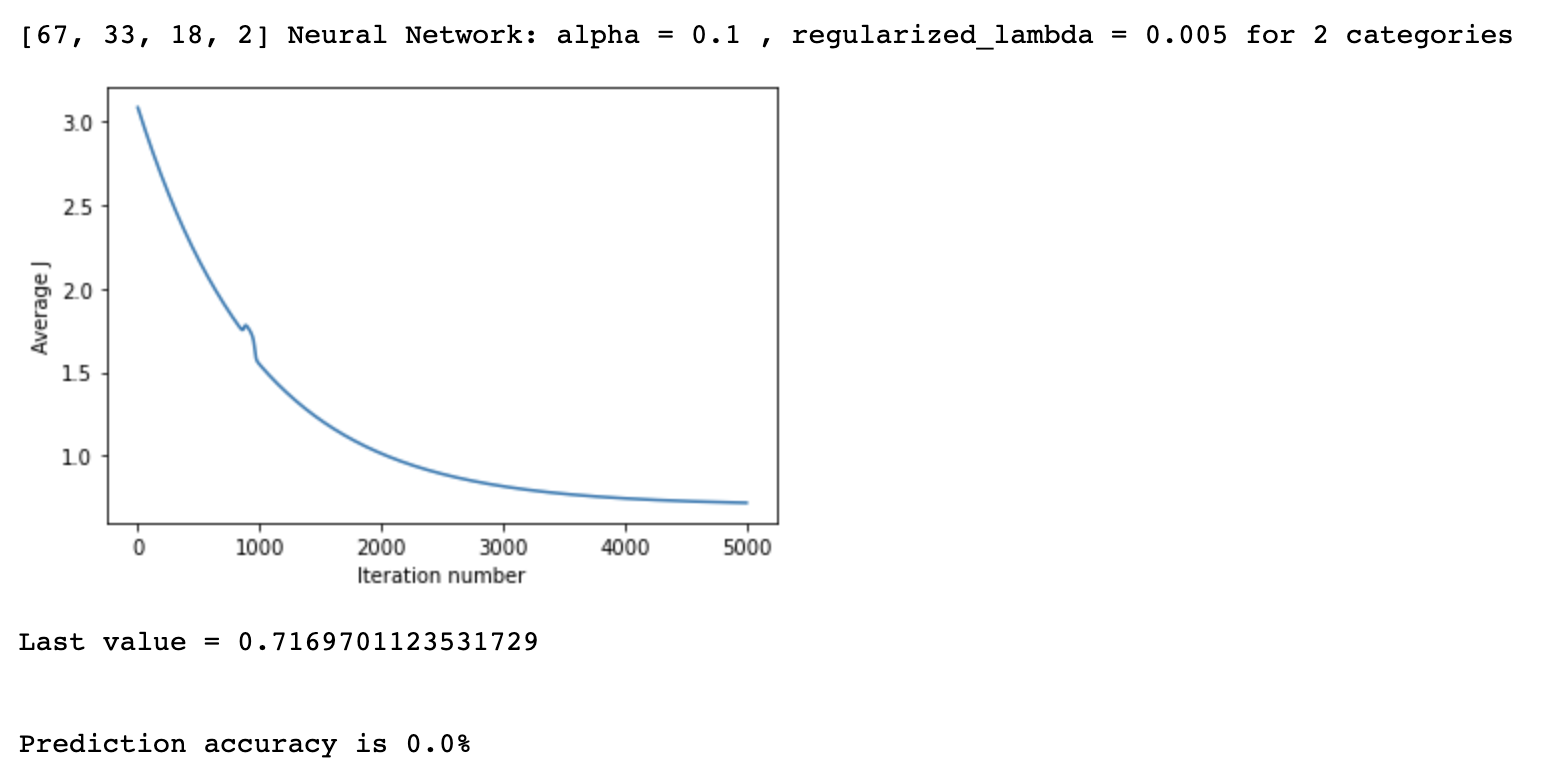 [67, 33, 18, 2] Neural Network: alpha = 0.1 , regularized_lambda = 0.005 for 2 categories
3.0
2.5
2.0
1.5
1.0
Average J
0 1000 2000 3000 4000 5000
Iteration number
Last value = 0.7169701123531729
Prediction accuracy is 0.0%